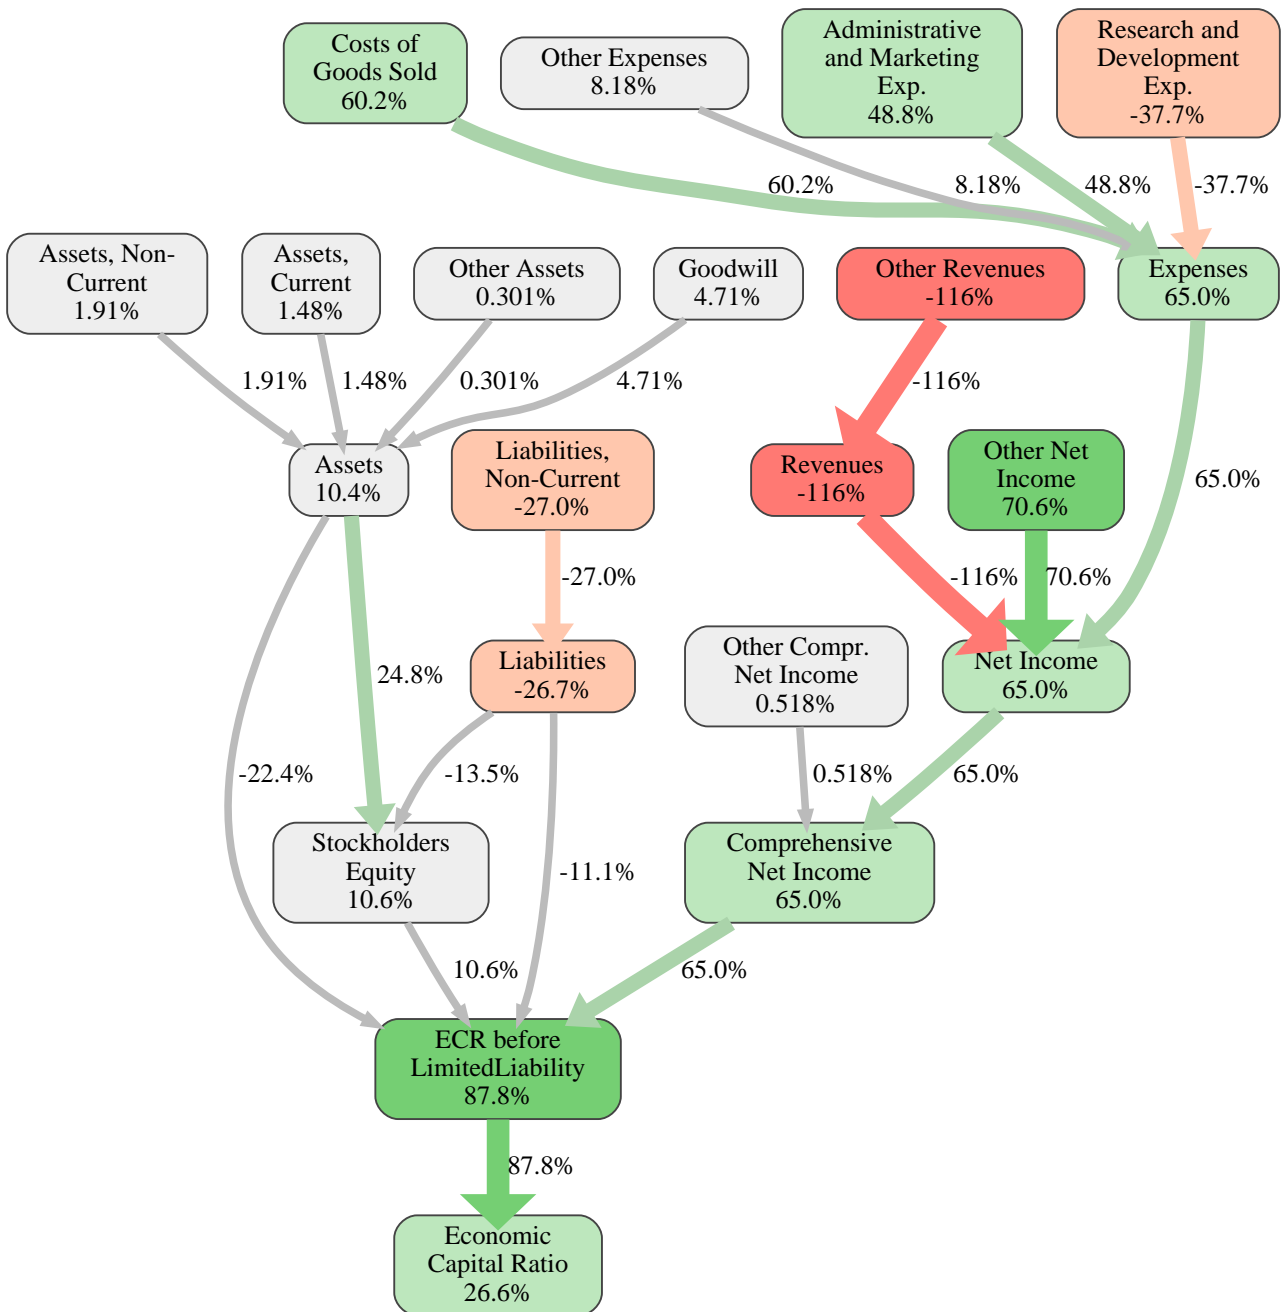 Costs of
Goods Sold
60.2%
Other Expenses
8.18%
Administrative
and Marketing
Exp.
48.8%
Research and
Development
Exp.
-37.7%
60.2%
8.18%
48.8%
-37.7%
Assets, Non-
Current
1.91%
Assets,
Current
1.48%
Other Assets
0.301%
Goodwill
4.71%
Other Revenues
-116%
Expenses
65.0%
1.91%
1.48%
0.301%
4.71%
-116%
65.0%
Assets
10.4%
Liabilities,
Non-Current
-27.0%
Revenues
-116%
Other Net
Income
70.6%
-27.0%
-116%
70.6%
24.8%
Liabilities
-26.7%
Other Compr.
Net Income
0.518%
Net Income
65.0%
-22.4%
-13.5%
-11.1%
0.518%
65.0%
Stockholders
Equity
10.6%
Comprehensive
Net Income
65.0%
10.6%
65.0%
ECR before
LimitedLiability
87.8%
87.8%
Economic
Capital Ratio
26.6%